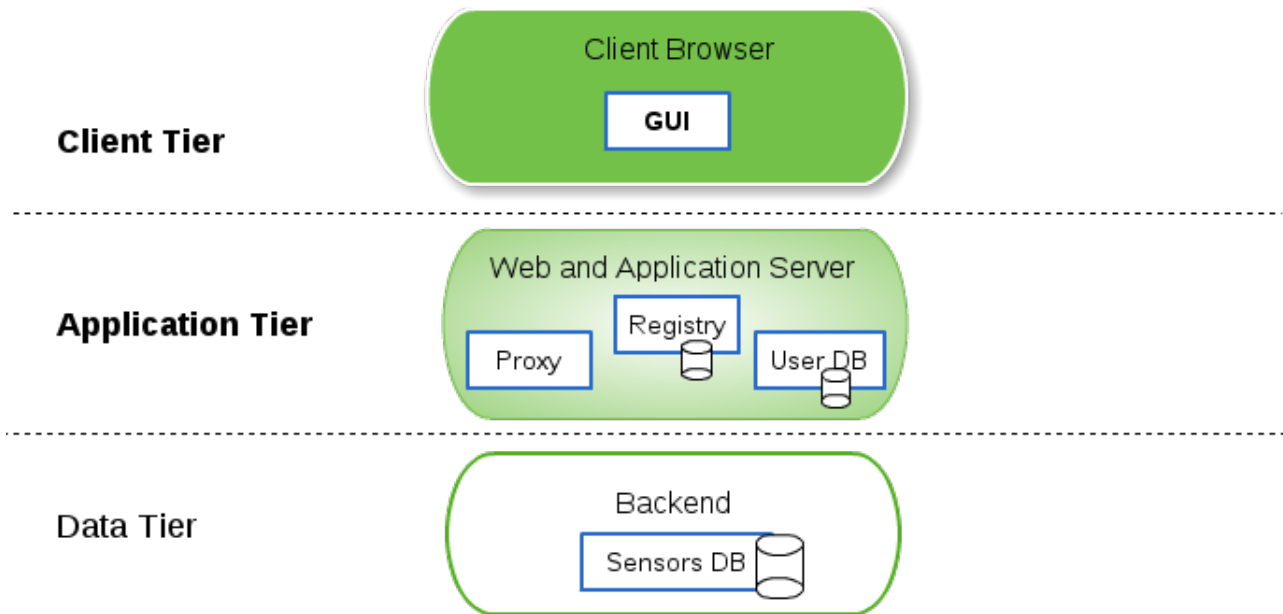 Client Browser
GUI
Client Tier
Web and Application Server
Registry
Application Tier
Proxy
User DB
Backend
Data Tier
Sensors DB